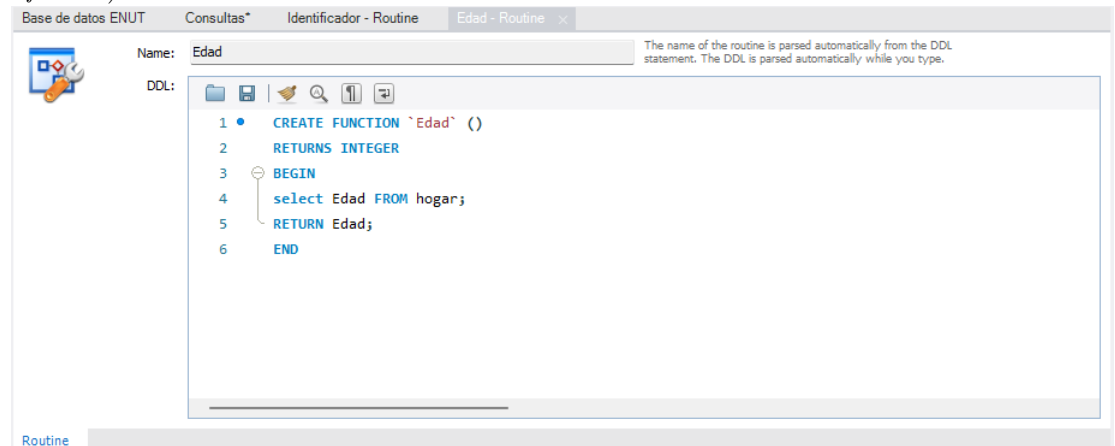 Base de datos ENUT Consultas* Identificador - Routine Edad - Routine ×
Name: Edad
The name of the routine is parsed automatically from the DDL
statement. The DDL is parsed automatically while you type.
DDL:
1 CREATE FUNCTION `Edad` ()
2 RETURNS INTEGER
3 BEGIN
4 select Edad FROM hogar;
5 RETURN Edad;
6 END
Routine